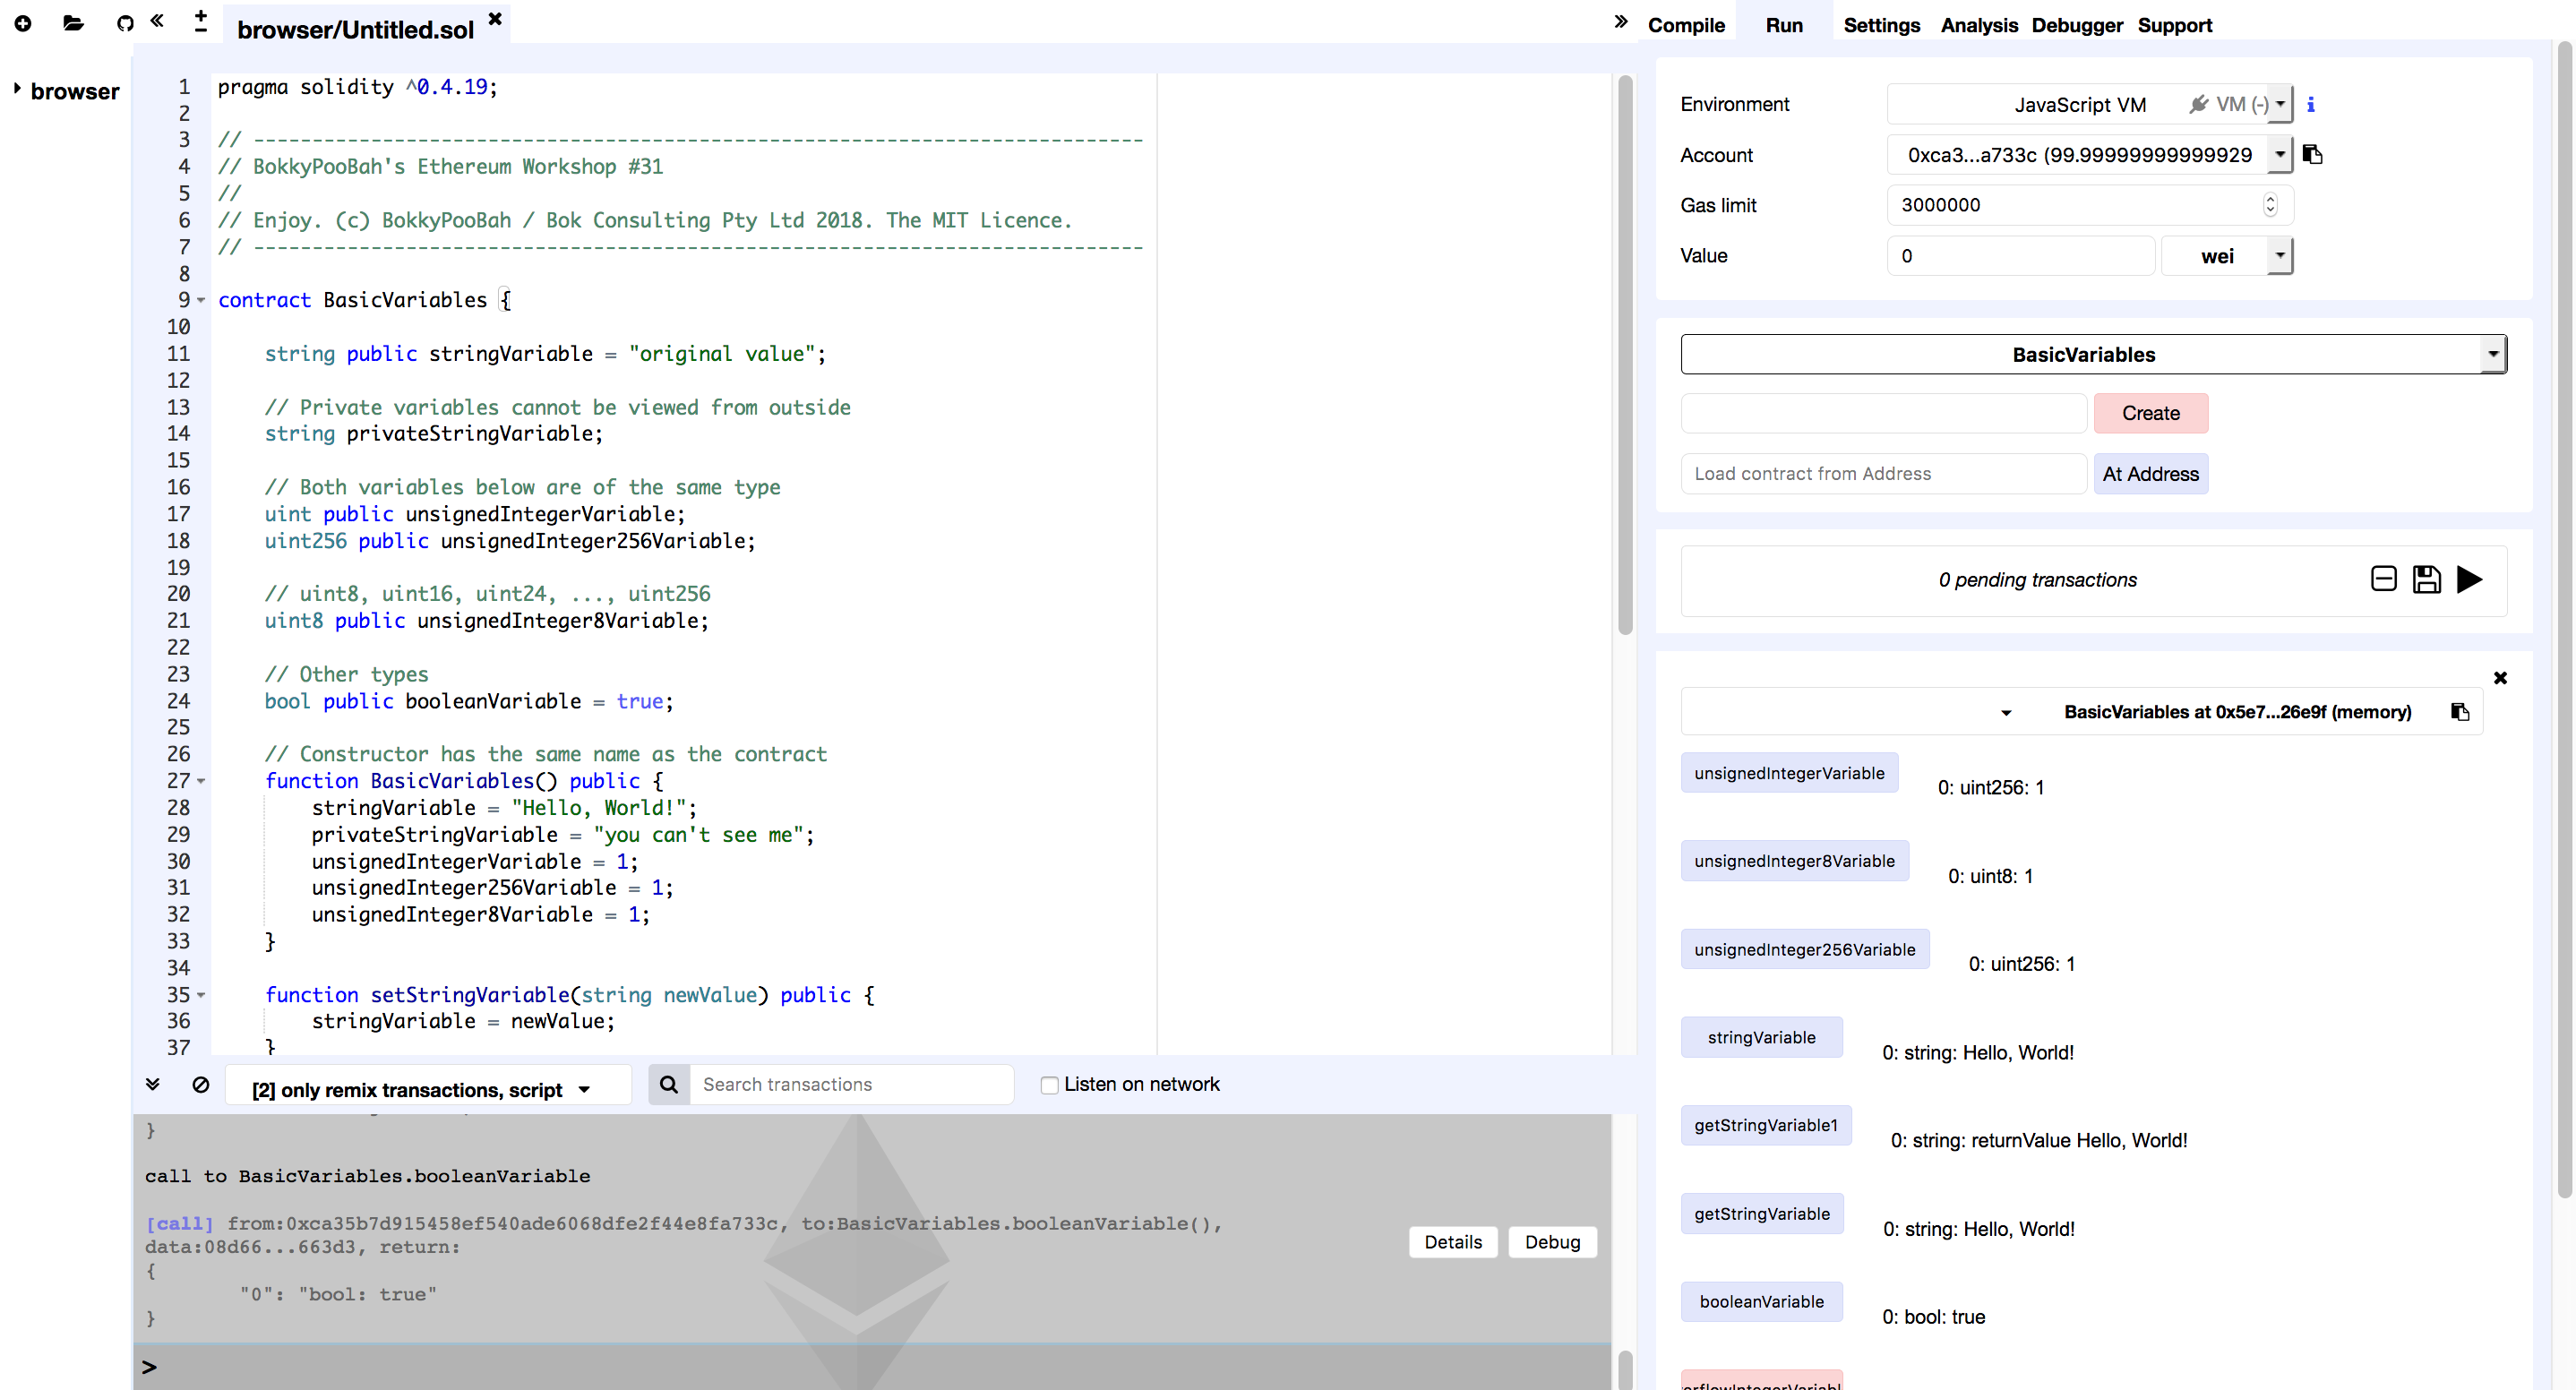 browser/Untitled.sol
Compile Run Settings Analysis Debugger Support
browser
1 pragma solidity ^0.4.19;
2
3 // ----------------------------------------------------------------------------
4 // BokkyPooBah's Ethereum Workshop #31
5 //
6 // Enjoy. (c) BokkyPooBah / Bok Consulting Pty Ltd 2018. The MIT Licence.
7 // ----------------------------------------------------------------------------
8
9 contract BasicVariables {
10
11 string public stringVariable = "original value";
12
13 // Private variables cannot be viewed from outside
14 string privateStringVariable;
15
16 // Both variables below are of the same type
17 uint public unsignedIntegerVariable;
18 uint256 public unsignedInteger256Variable;
19
20 // uint8, uint16, uint24, ..., uint256
21 uint8 public unsignedInteger8Variable;
22
23 // Other types
24 bool public booleanVariable = true;
25
26 // Constructor has the same name as the contract
27 function BasicVariables() public {
28 stringVariable = "Hello, World!";
29 privateStringVariable = "you can't see me";
30 unsignedIntegerVariable = 1;
31 unsignedInteger256Variable = 1;
32 unsignedInteger8Variable = 1;
33 }
34
35 function setStringVariable(string newValue) public {
36 stringVariable = newValue;
37 }
[2] only remix transactions, script
Search transactions
Listen on network
}
call to BasicVariables.booleanVariable
[call] from:0xca35b7d915458ef540ade6068dfe2f44e8fa733c, to:BasicVariables.booleanVariable(),
data:08d66...663d3, return:
{
"0": "bool: true"
}
Details Debug
>
Environment JavaScript VM VM (-)
Account 0xca3...a733c (99.99999999999929
Gas limit 3000000
Value 0 wei
BasicVariables
Create
Load contract from Address At Address
0 pending transactions
BasicVariables at 0x5e7...26e9f (memory)
unsignedIntegerVariable 0: uint256: 1
unsignedInteger8Variable 0: uint8: 1
unsignedInteger256Variable 0: uint256: 1
stringVariable 0: string: Hello, World!
getStringVariable1 0: string: returnValue Hello, World!
getStringVariable 0: string: Hello, World!
booleanVariable 0: bool: true